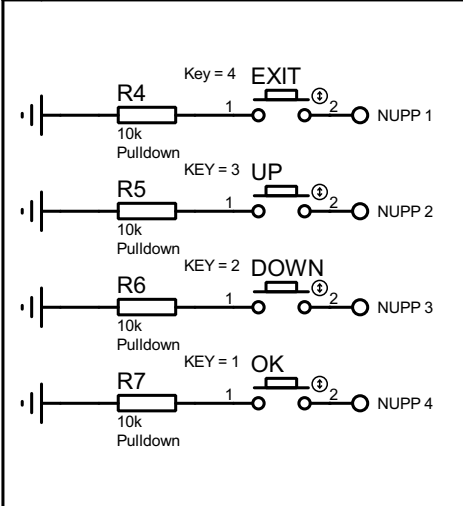 Key = 4 EXIT
R4
1 2 NUPP 1
10k
Pulldown
KEY = 3 UP
R5
1 2 NUPP 2
10k
Pulldown
KEY = 2 DOWN
R6
1 2 NUPP 3
10k
Pulldown
KEY = 1 OK
R7
1 2 NUPP 4
10k
Pulldown